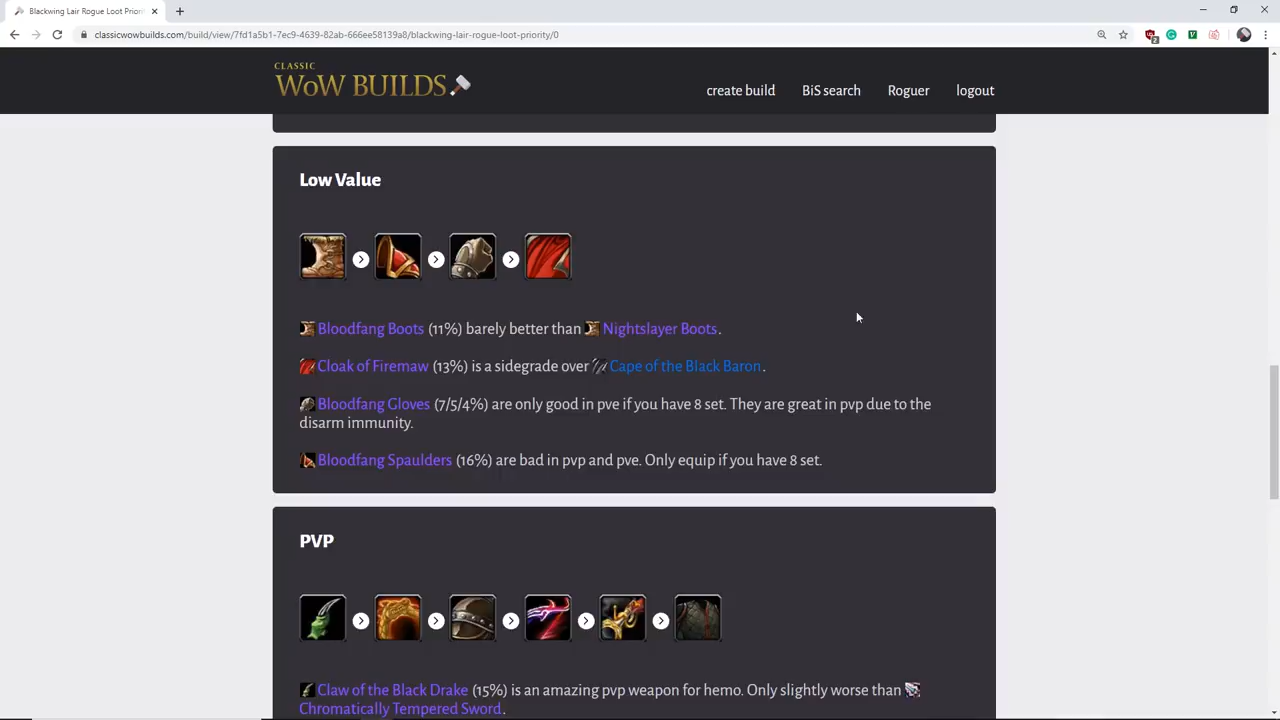 Blackwing Lair Rogue Loot Prior
classicwowbuilds.com/build/view/7fd1a5b1-7ec9-4639-82ab-666ee58139a8/blackwing-lair-rogue-loot-priority/0
2
CLASSIC
WoW BUILDS
create build
BiS search
Roguer
logout
Low Value
Bloodfang Boots (11%) barely better than Nightslayer Boots.
Cloak of Firemaw (13%) is a sidegrade over Cape of the Black Baron.
Bloodfang Gloves (7/5/4%) are only good in pve if you have 8 set. They are great in pvp due to the
disarm immunity.
Bloodfang Spaulders (16%) are bad in pvp and pve. Only equip if you have 8 set.
PVP
Claw of the Black Drake (15%) is an amazing pvp weapon for hemo. Only slightly worse than
Chromatically Tempered Sword.